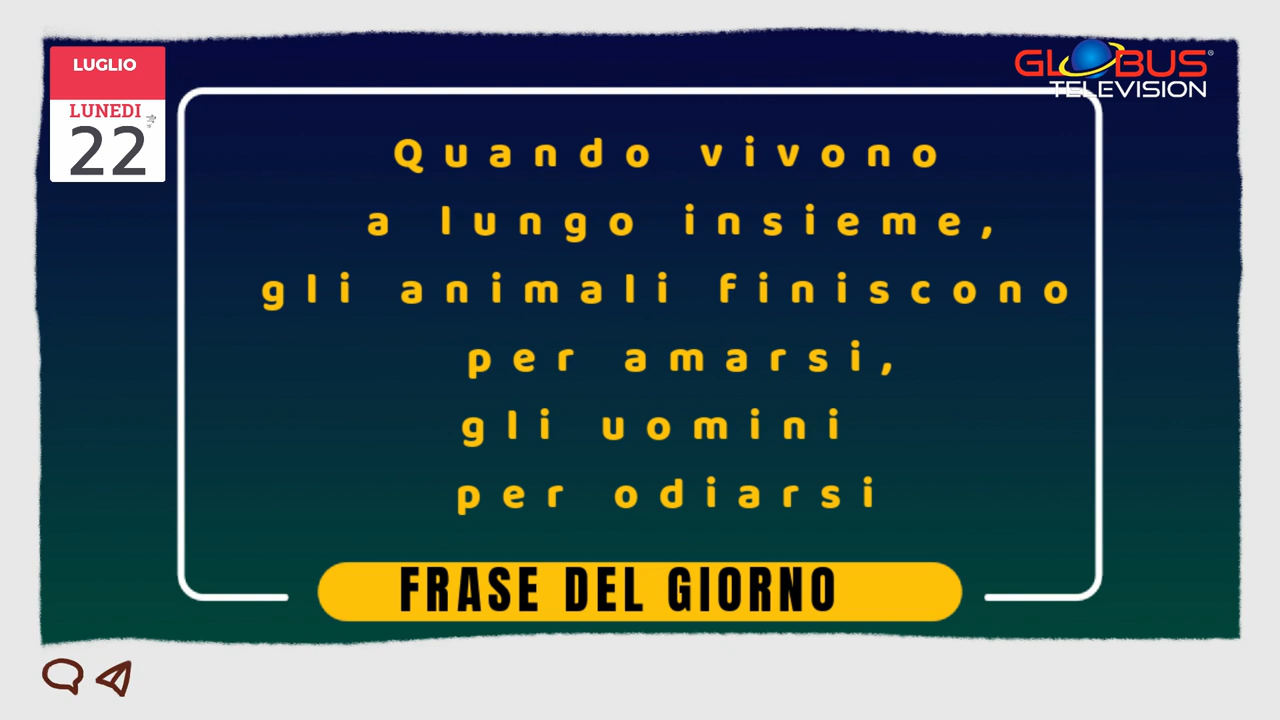 LUGLIO
LUNEDI
22
GLOBUS®
TELEVISION
Quando vivono
a lungo insieme,
gli animali finiscono
per amarsi,
gli uomini
per odiarsi
FRASE DEL GIORNO